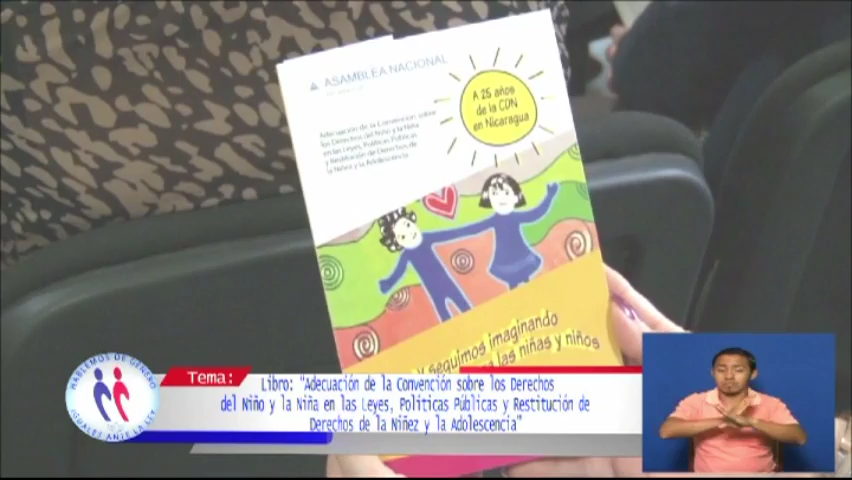 ASAMBLEA NACIONAL
Adecuación de la Convención sobre
los Derechos del Niño y la Niña
en las Leyes, Políticas Públicas
y Restitución de Derechos de
la Niñez y la Adolescencia
A 25 años
de la CDN
en Nicaragua
y seguimos imaginando
las niñas y niños
HABLEMOS DE GÉNERO
IGUALES ANTE LA LEY
Tema:
Libro: "Adecuación de la Convención sobre los Derechos
del Niño y la Niña en las Leyes, Políticas Públicas y Restitución de
Derechos de la Niñez y la Adolescencia"